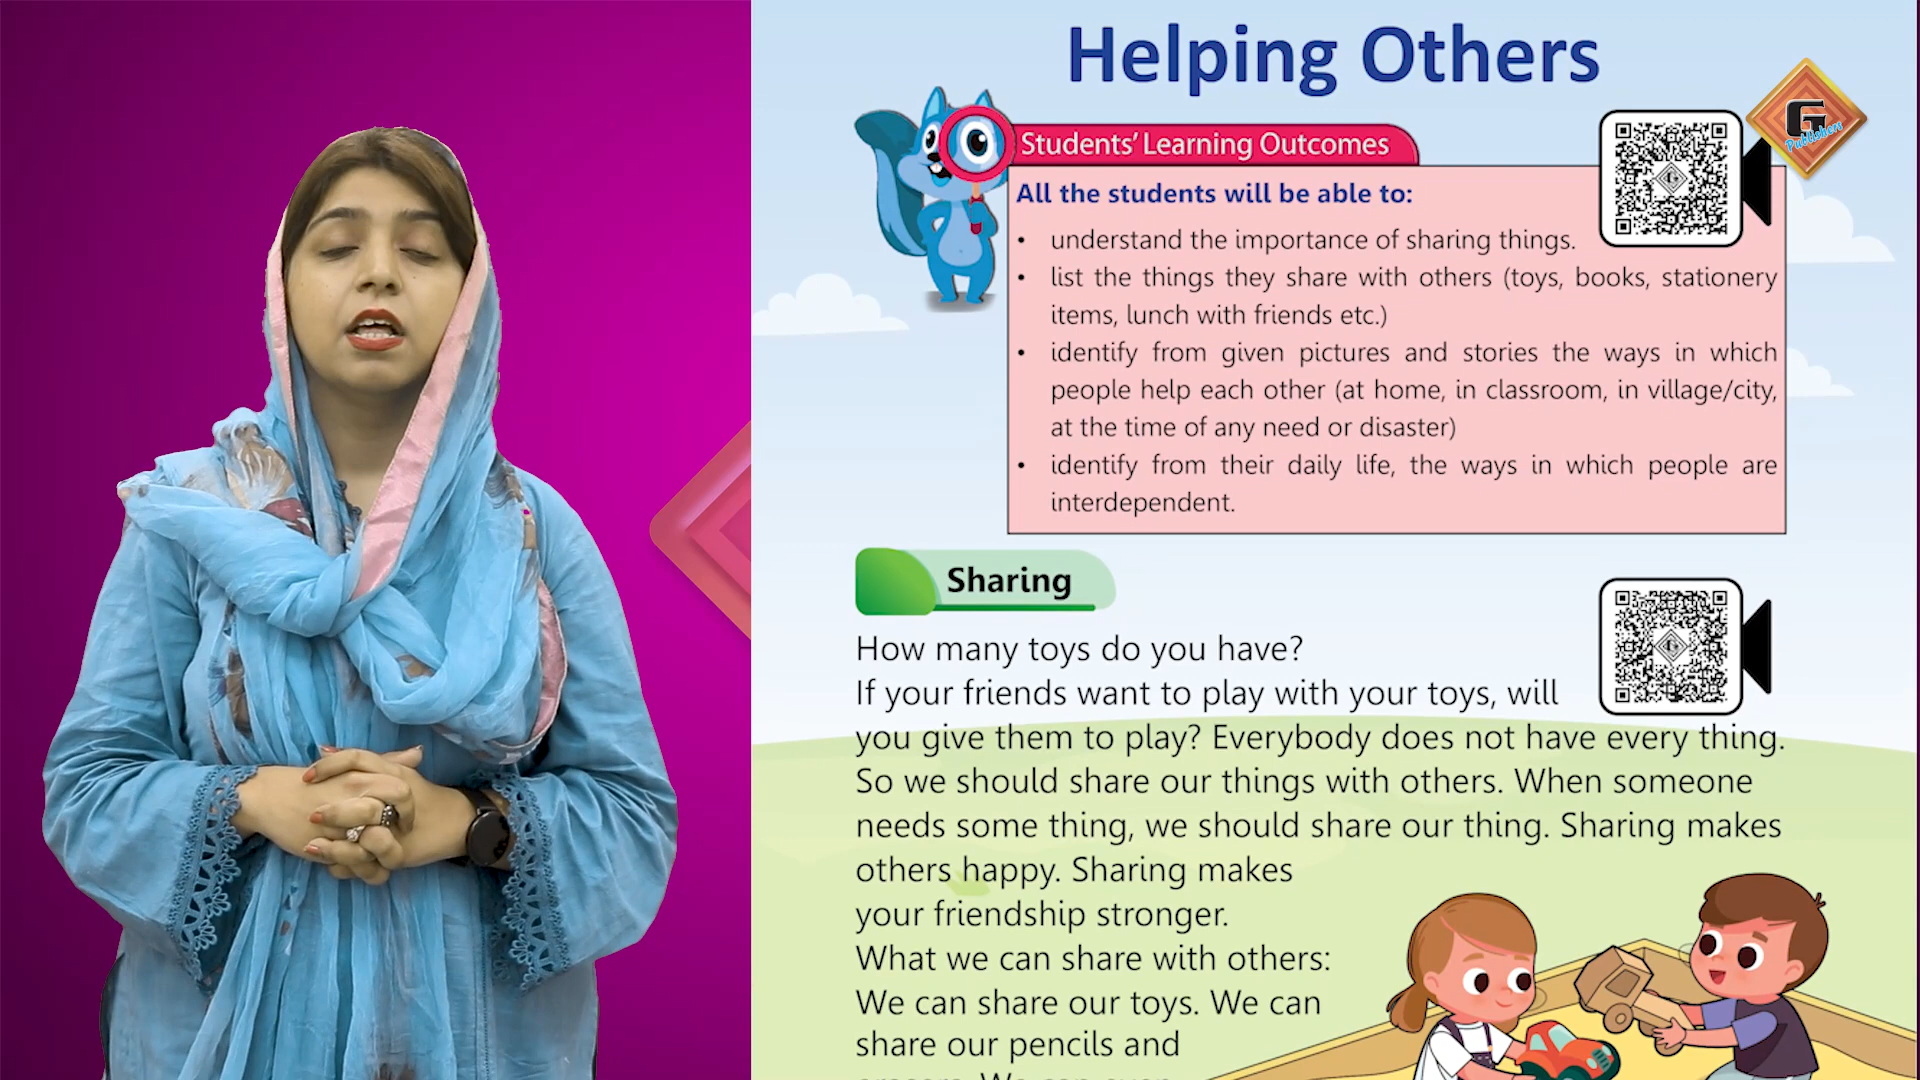 Helping Others
G
Publishers
Students' Learning Outcomes
All the students will be able to:
• understand the importance of sharing things.
• list the things they share with others (toys, books, stationery
items, lunch with friends etc.)
• identify from given pictures and stories the ways in which
people help each other (at home, in classroom, in village/city,
at the time of any need or disaster)
• identify from their daily life, the ways in which people are
interdependent.
Sharing
How many toys do you have?
If your friends want to play with your toys, will
you give them to play? Everybody does not have every thing.
So we should share our things with others. When someone
needs some thing, we should share our thing. Sharing makes
others happy. Sharing makes
your friendship stronger.
What we can share with others:
We can share our toys. We can
share our pencils and